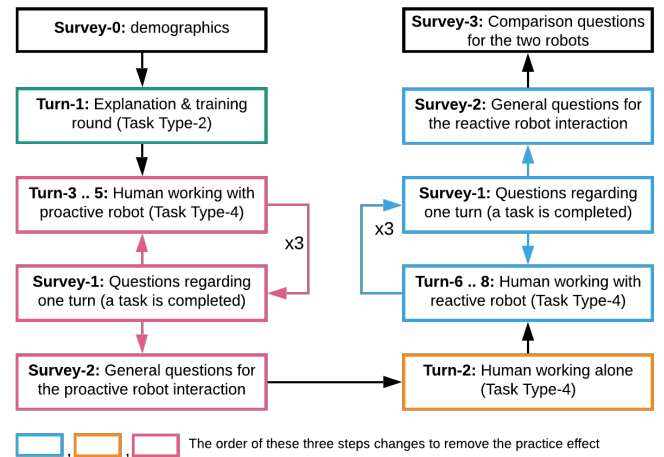 Survey-0: demographics
Turn-1: Explanation & training
round (Task Type-2)
Turn-3 .. 5: Human working with
proactive robot (Task Type-4)
x3
Survey-1: Questions regarding
one turn (a task is completed)
Survey-2: General questions for
the proactive robot interaction
Survey-3: Comparison questions
for the two robots
Survey-2: General questions for
the reactive robot interaction
Survey-1: Questions regarding
one turn (a task is completed)
x3
Turn-6 .. 8: Human working with
reactive robot (Task Type-4)
Turn-2: Human working alone
(Task Type-4)
, , The order of these three steps changes to remove the practice effect